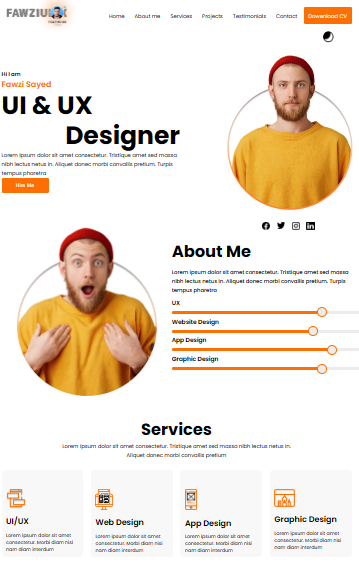 FAWZIUIUX
Home About me Services Projects Testimonials Contact Downlload CV
Hi I am
Fawzi Sayed
UI & UX
Designer
Lorem ipsum dolor sit amet consectetur. Tristique amet sed massa
nibh lectus netus in. Aliquet donec morbi convallis pretium. Turpis
tempus pharetra
Hire Me
About Me
Lorem ipsum dolor sit amet consectetur. Tristique amet sed massa
nibh lectus netus in. Aliquet donec morbi convallis pretium. Turpis
tempus pharetra
UX
Website Design
App Design
Graphic Design
Services
Lorem ipsum dolor sit amet consectetur. Tristique amet sed massa nibh lectus netus in.
Aliquet donec morbi convallis pretium
UI/UX
Lorem ipsum dolor sit amet
consectetur. Morbi diam nisi
nam diam interdum
Web Design
Lorem ipsum dolor sit amet
consectetur. Morbi diam nisi
nam diam interdum
App Design
Lorem ipsum dolor sit amet
consectetur. Morbi diam nisi
nam diam interdum
Graphic Design
Lorem ipsum dolor sit amet
consectetur. Morbi diam nisi
nam diam interdum